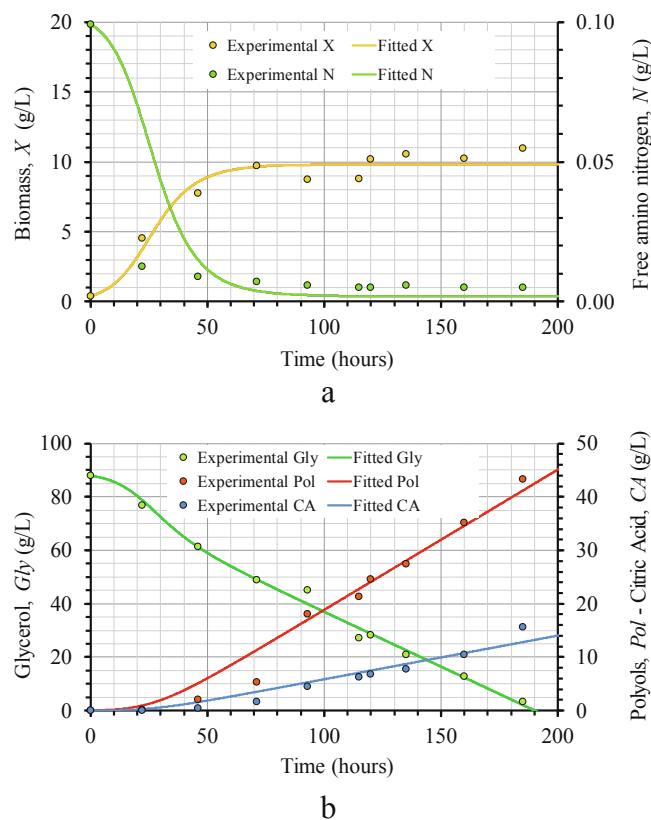 20
15
10
5
0
Biomass, X (g/L)
Experimental X
Fitted X
Experimental N
Fitted N
0.10
0.05
0.00
Free amino nitrogen, N (g/L)
0
50
100
150
200
Time (hours)
a
100
80
60
40
20
0
Glycerol, Gly (g/L)
Experimental Gly
Fitted Gly
Experimental Pol
Fitted Pol
Experimental CA
Fitted CA
50
40
30
20
10
0
Polyols, Pol - Citric Acid, CA (g/L)
0
50
100
150
200
Time (hours)
b